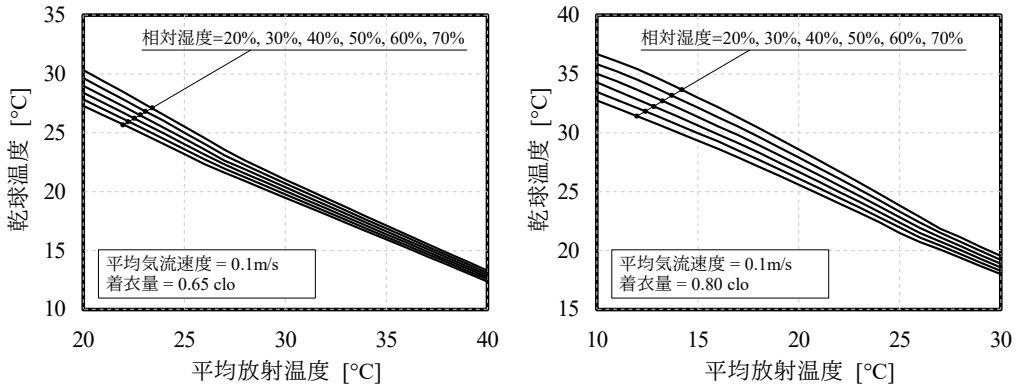 35
30
25
20
15
10
乾球温度 [°C]
相対湿度=20%, 30%, 40%, 50%, 60%, 70%
平均気流速度 = 0.1m/s
着衣量 = 0.65 clo
20 25 30 35 40
平均放射温度 [°C]
40
35
30
25
20
15
乾球温度 [°C]
相対湿度=20%, 30%, 40%, 50%, 60%, 70%
平均気流速度 = 0.1m/s
着衣量 = 0.80 clo
10 15 20 25 30
平均放射温度 [°C]